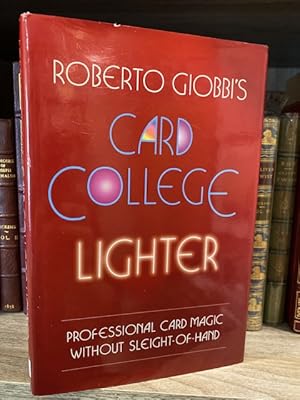 ROBERTO GIOBBI'S
CARD
COLLEGE
LIGHTER
PROFESSIONAL CARD MAGIC
WITHOUT SLEIGHT-OF-HAND